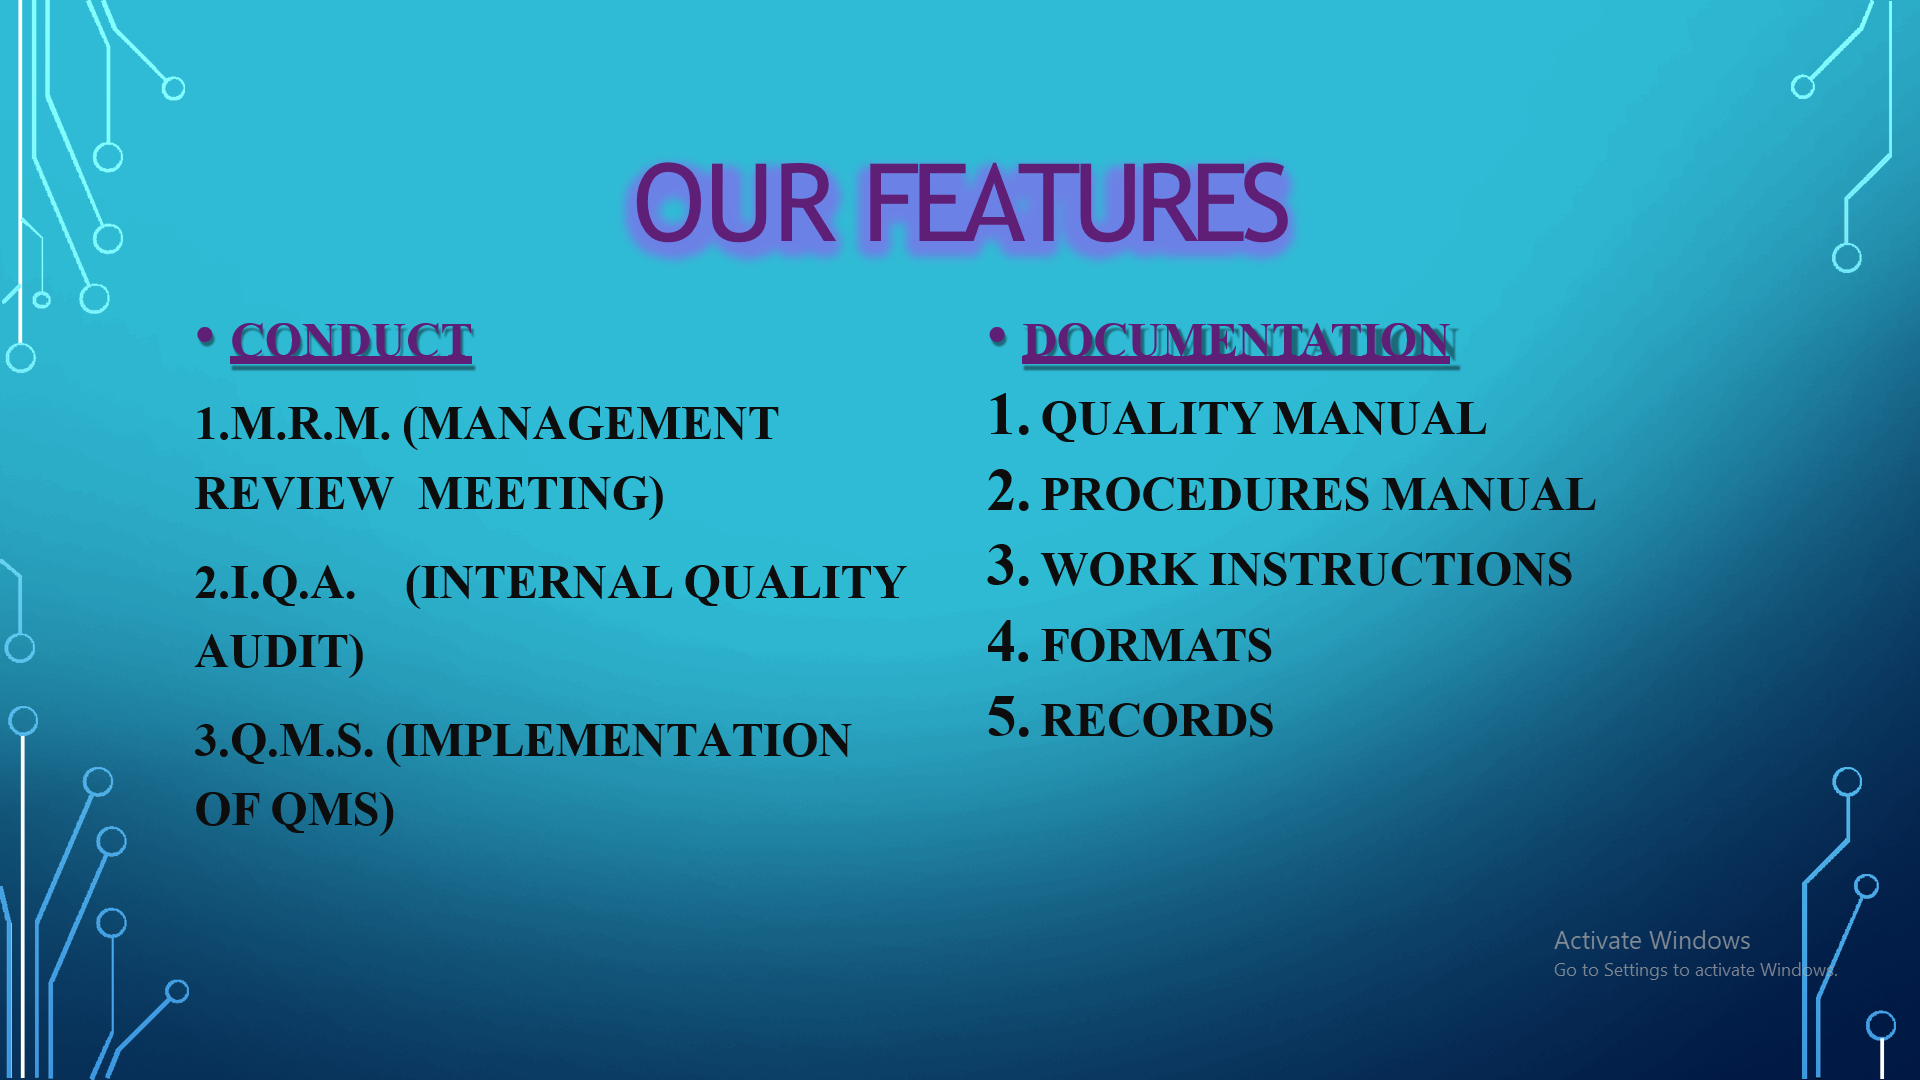 OUR FEATURES
• CONDUCT
1.M.R.M. (MANAGEMENT
REVIEW  MEETING)
2.I.Q.A.    (INTERNAL QUALITY
AUDIT)
3.Q.M.S. (IMPLEMENTATION
OF QMS)
• DOCUMENTATION
1. QUALITY MANUAL
2. PROCEDURES MANUAL
3. WORK INSTRUCTIONS
4. FORMATS
5. RECORDS
Activate Windows
Go to Settings to activate Windows.